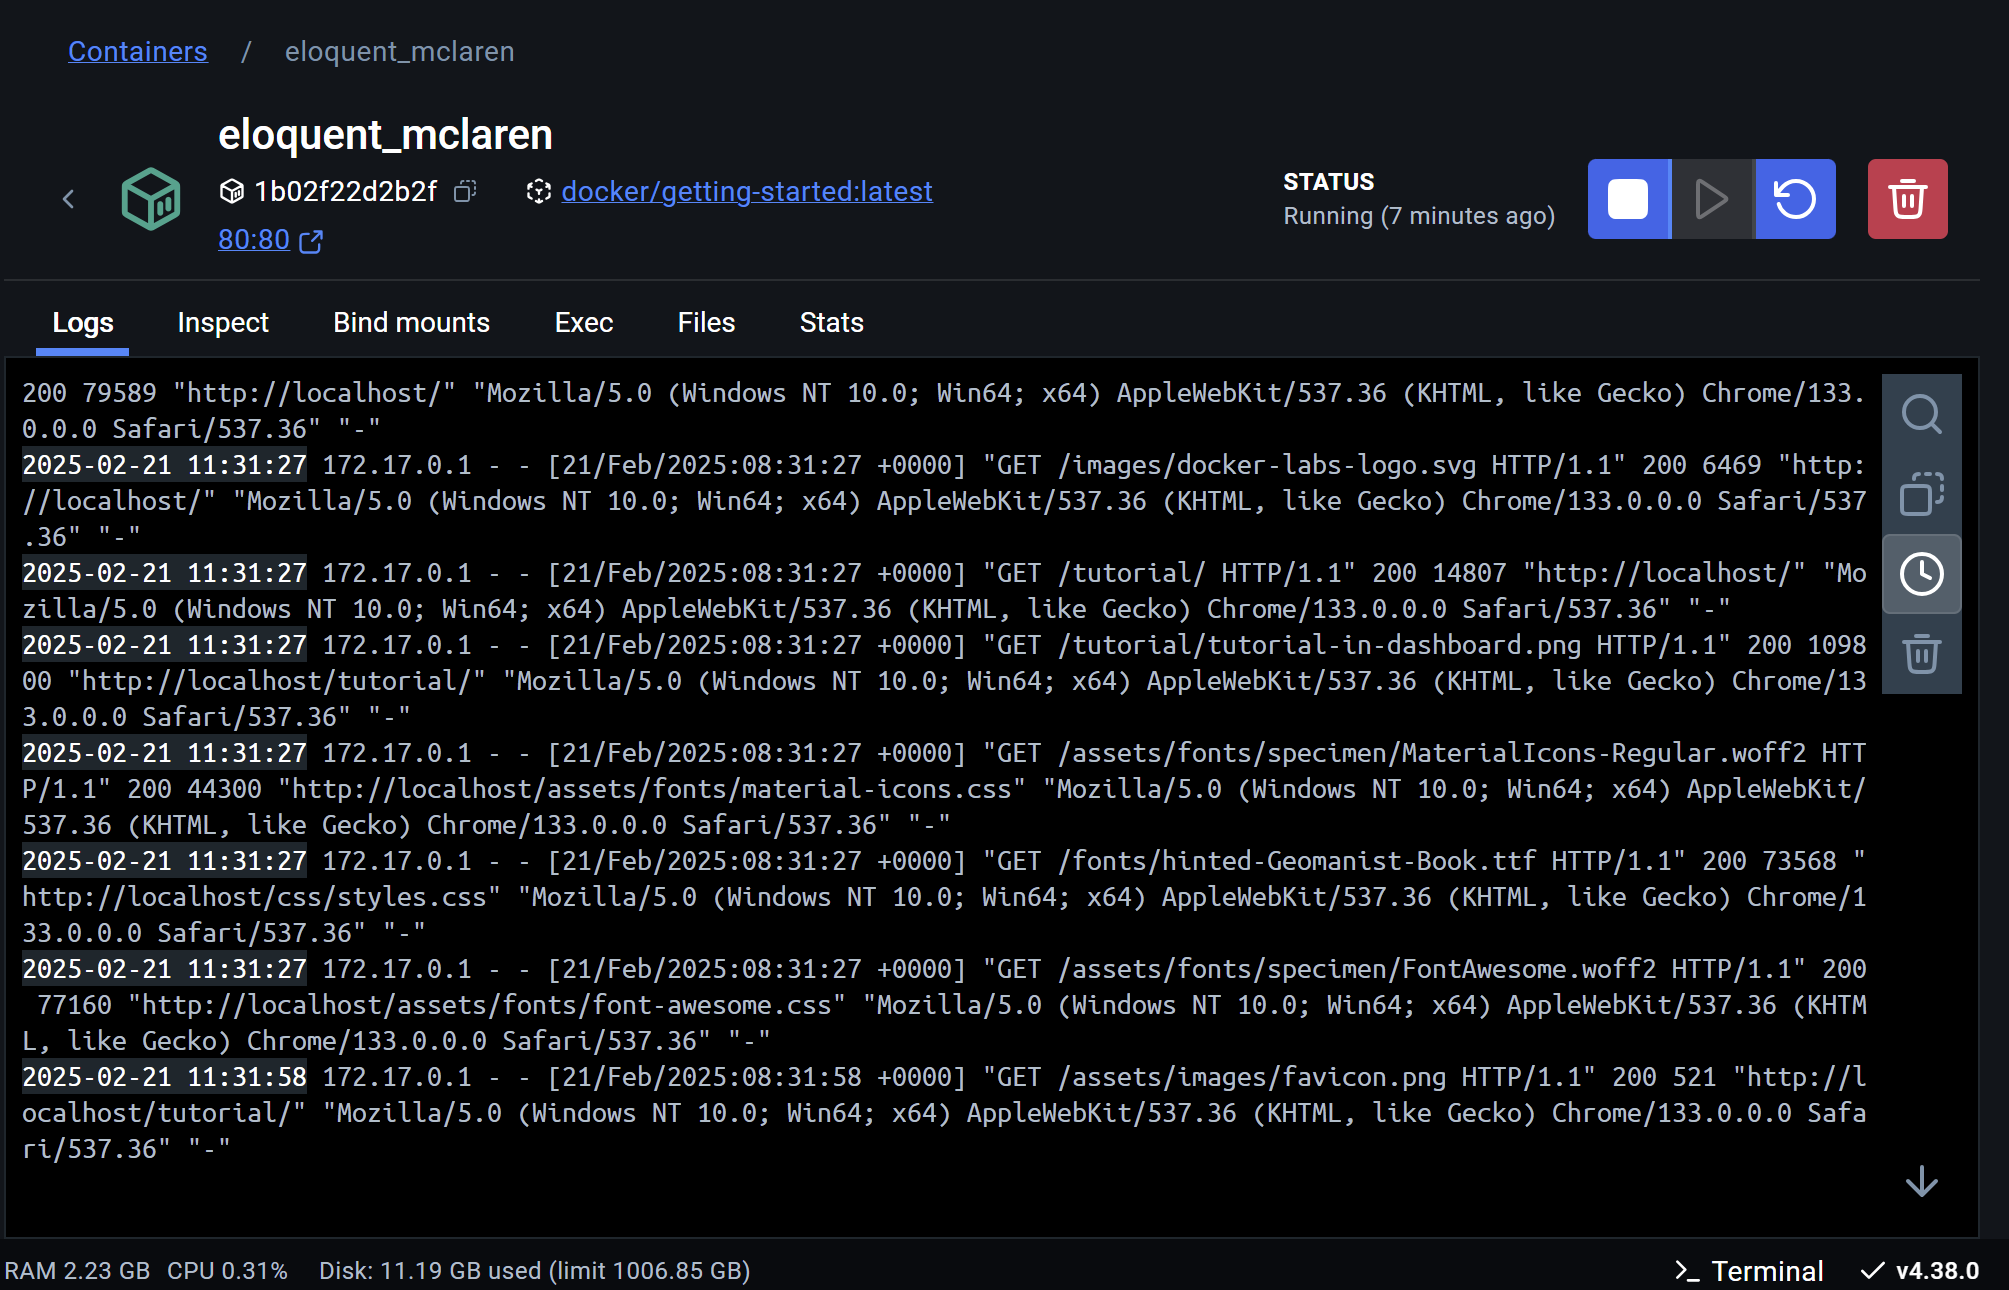 Containers / eloquent_mclaren
eloquent_mclaren
1b02f22d2b2f docker/getting-started:latest
80:80
STATUS
Running (7 minutes ago)
Logs Inspect Bind mounts Exec Files Stats
200 79589 "http://localhost/" "Mozilla/5.0 (Windows NT 10.0; Win64; x64) AppleWebKit/537.36 (KHTML, like Gecko) Chrome/133.
0.0.0 Safari/537.36" "-"
2025-02-21 11:31:27 172.17.0.1 - - [21/Feb/2025:08:31:27 +0000] "GET /images/docker-labs-logo.svg HTTP/1.1" 200 6469 "http:
//localhost/" "Mozilla/5.0 (Windows NT 10.0; Win64; x64) AppleWebKit/537.36 (KHTML, like Gecko) Chrome/133.0.0.0 Safari/537
.36" "-"
2025-02-21 11:31:27 172.17.0.1 - - [21/Feb/2025:08:31:27 +0000] "GET /tutorial/ HTTP/1.1" 200 14807 "http://localhost/" "Mo
zilla/5.0 (Windows NT 10.0; Win64; x64) AppleWebKit/537.36 (KHTML, like Gecko) Chrome/133.0.0.0 Safari/537.36" "-"
2025-02-21 11:31:27 172.17.0.1 - - [21/Feb/2025:08:31:27 +0000] "GET /tutorial/tutorial-in-dashboard.png HTTP/1.1" 200 1098
00 "http://localhost/tutorial/" "Mozilla/5.0 (Windows NT 10.0; Win64; x64) AppleWebKit/537.36 (KHTML, like Gecko) Chrome/13
3.0.0.0 Safari/537.36" "-"
2025-02-21 11:31:27 172.17.0.1 - - [21/Feb/2025:08:31:27 +0000] "GET /assets/fonts/specimen/MaterialIcons-Regular.woff2 HTT
P/1.1" 200 44300 "http://localhost/assets/fonts/material-icons.css" "Mozilla/5.0 (Windows NT 10.0; Win64; x64) AppleWebKit/
537.36 (KHTML, like Gecko) Chrome/133.0.0.0 Safari/537.36" "-"
2025-02-21 11:31:27 172.17.0.1 - - [21/Feb/2025:08:31:27 +0000] "GET /fonts/hinted-Geomanist-Book.ttf HTTP/1.1" 200 73568 "
http://localhost/css/styles.css" "Mozilla/5.0 (Windows NT 10.0; Win64; x64) AppleWebKit/537.36 (KHTML, like Gecko) Chrome/1
33.0.0.0 Safari/537.36" "-"
2025-02-21 11:31:27 172.17.0.1 - - [21/Feb/2025:08:31:27 +0000] "GET /assets/fonts/specimen/FontAwesome.woff2 HTTP/1.1" 200
77160 "http://localhost/assets/fonts/font-awesome.css" "Mozilla/5.0 (Windows NT 10.0; Win64; x64) AppleWebKit/537.36 (KHTM
L, like Gecko) Chrome/133.0.0.0 Safari/537.36" "-"
2025-02-21 11:31:58 172.17.0.1 - - [21/Feb/2025:08:31:58 +0000] "GET /assets/images/favicon.png HTTP/1.1" 200 521 "http://l
ocalhost/tutorial/" "Mozilla/5.0 (Windows NT 10.0; Win64; x64) AppleWebKit/537.36 (KHTML, like Gecko) Chrome/133.0.0.0 Safa
ri/537.36" "-"
RAM 2.23 GB CPU 0.31% Disk: 11.19 GB used (limit 1006.85 GB) Terminal v4.38.0